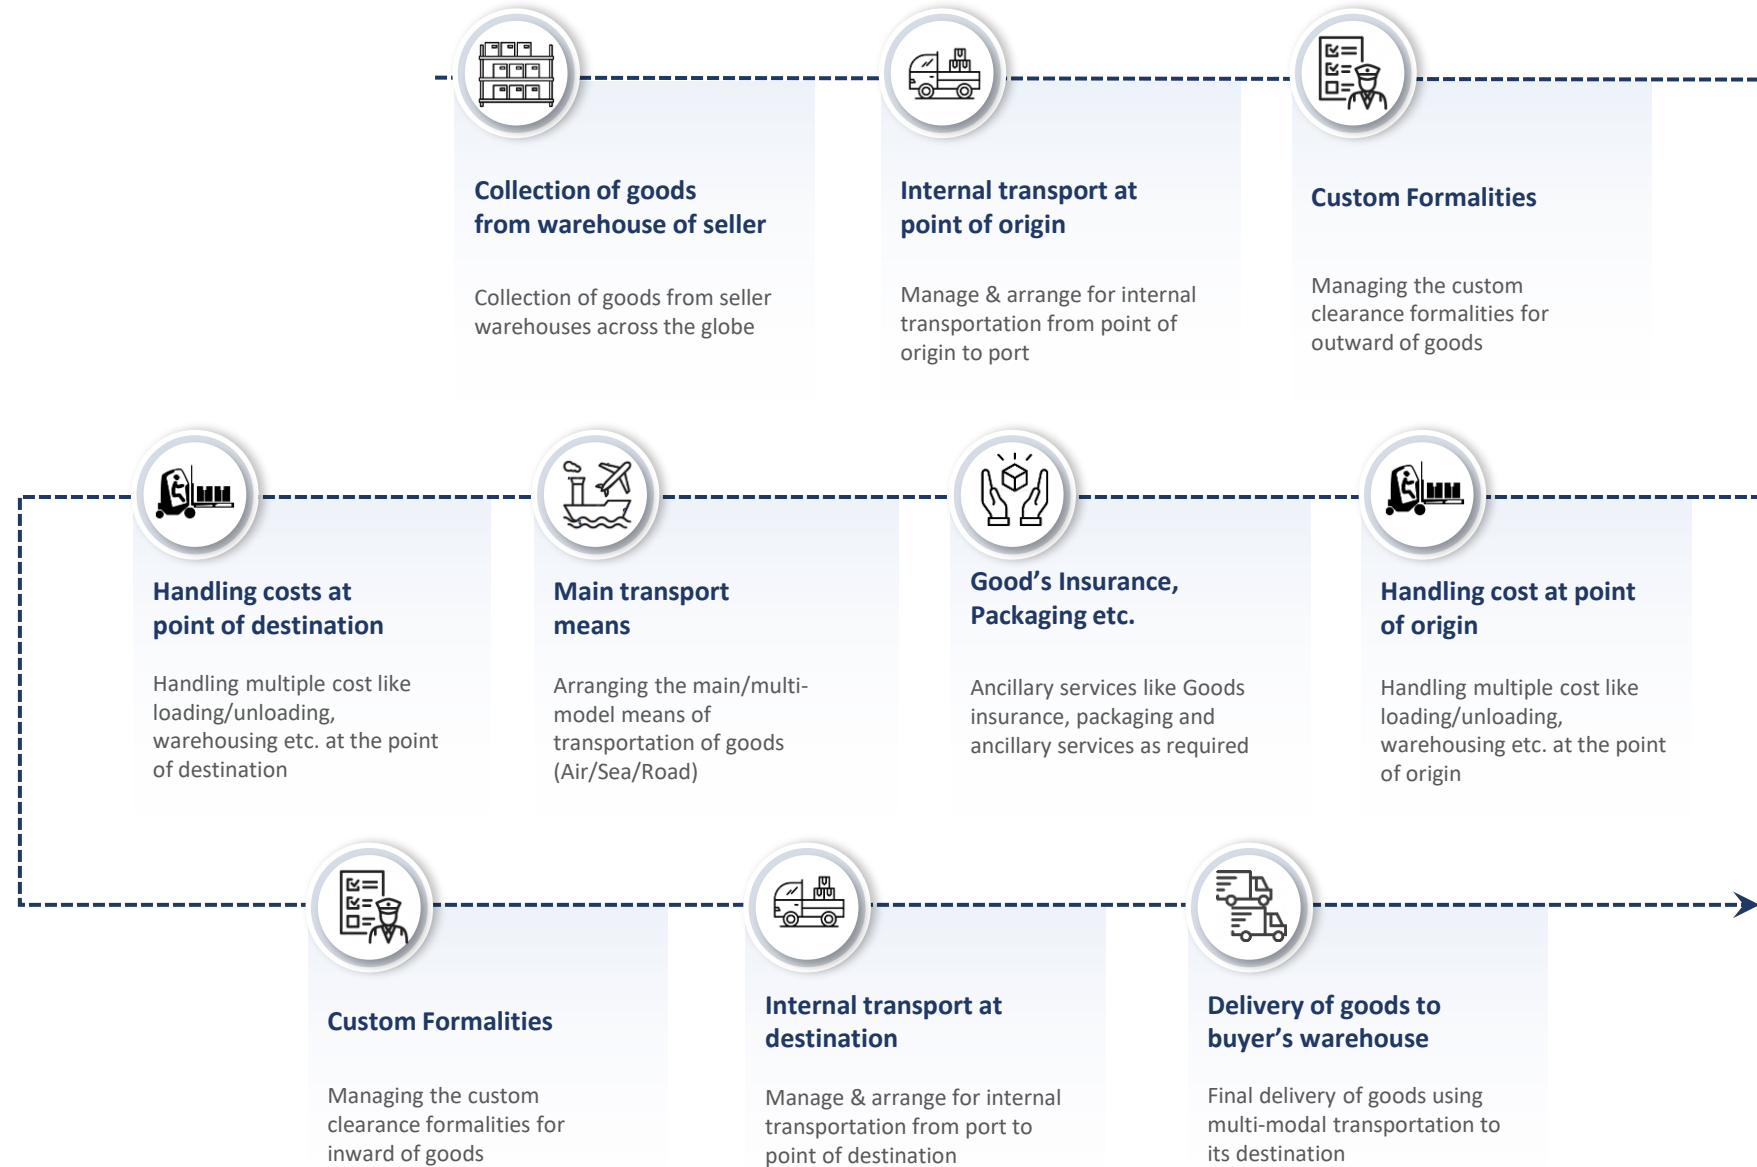 Collection of goods
from warehouse of seller
Collection of goods from seller
warehouses across the globe
Internal transport at
point of origin
Manage & arrange for internal
transportation from point of
origin to port
Custom Formalities
Managing the custom
clearance formalities for
outward of goods
Handling costs at
point of destination
Handling multiple cost like
loading/unloading,
warehousing etc. at the point
of destination
Main transport
means
Arranging the main/multi-
model means of
transportation of goods
(Air/Sea/Road)
Good’s Insurance,
Packaging etc.
Ancillary services like Goods
insurance, packaging and
ancillary services as required
Handling cost at point
of origin
Handling multiple cost like
loading/unloading,
warehousing etc. at the point
of origin
Custom Formalities
Managing the custom
clearance formalities for
inward of goods
Internal transport at
destination
Manage & arrange for internal
transportation from port to
point of destination
Delivery of goods to
buyer’s warehouse
Final delivery of goods using
multi-modal transportation to
its destination